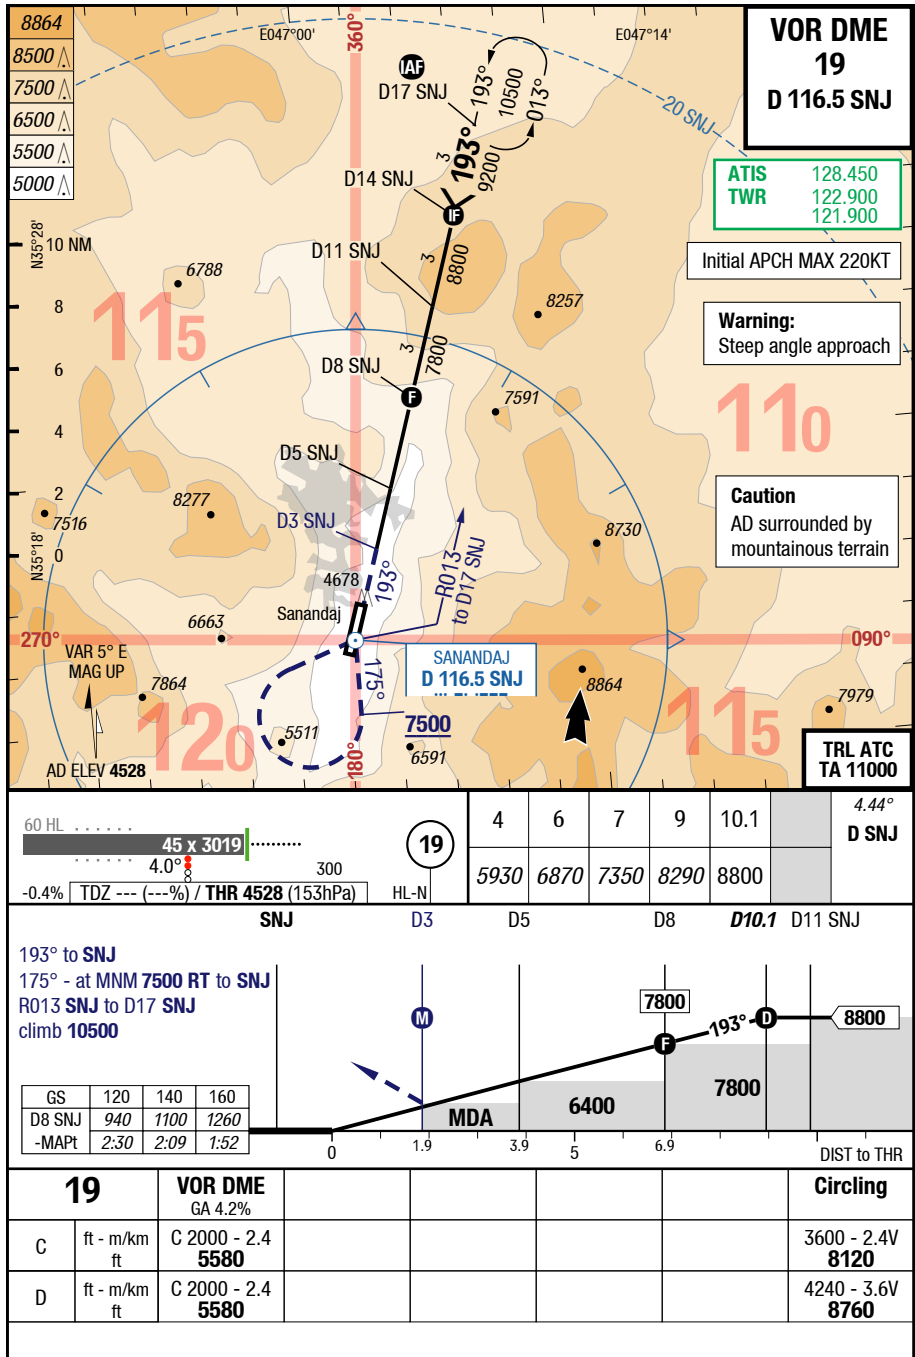 8864
8500
7500
6500
5500
5000
E047°00'
360°
E047°14'
IAF
D17 SNJ
193°
10500
013°
3
193°
9200
20 SNJ
VOR DME
19
D 116.5 SNJ
ATIS 128.450
TWR 122.900
121.900
Initial APCH MAX 220KT
Warning:
Steep angle approach
Caution
AD surrounded by
mountainous terrain
D14 SNJ
IF
D11 SNJ
3
8800
N35°28'
10 NM
8
6
4
2
0
N35°18'
6788
115
8257
3
7800
D8 SNJ
F
7591
110
D5 SNJ
8277
7516
D3 SNJ
8730
193°
R013
to D17 SNJ
4678
Sanandaj
6663
270°
090°
VAR 5° E
MAG UP
SANANDAJ
D 116.5 SNJ
175°
8864
7864
120
7500
115
7979
5511
6591
180°
AD ELEV 4528
TRL ATC
TA 11000
60 HL
45 x 3019
4.0°
300
-0.4% TDZ --- (---%) / THR 4528 (153hPa)
19
HL-N
4 6 7 9 10.1 4.44°
D SNJ
5930 6870 7350 8290 8800
SNJ D3 D5 D8 D10.1 D11 SNJ
193° to SNJ
175° - at MNM 7500 RT to SNJ
R013 SNJ to D17 SNJ
climb 10500
M
7800
F
193°
D
8800
MDA
6400
7800
GS 120 140 160
D8 SNJ 940 1100 1260
-MAPt 2:30 2:09 1:52
0 1.9 3.9 5 6.9 DIST to THR
19 VOR DME Circling
GA 4.2%
C ft - m/km C 2000 - 2.4 3600 - 2.4V
ft 5580 8120
D ft - m/km C 2000 - 2.4 4240 - 3.6V
ft 5580 8760